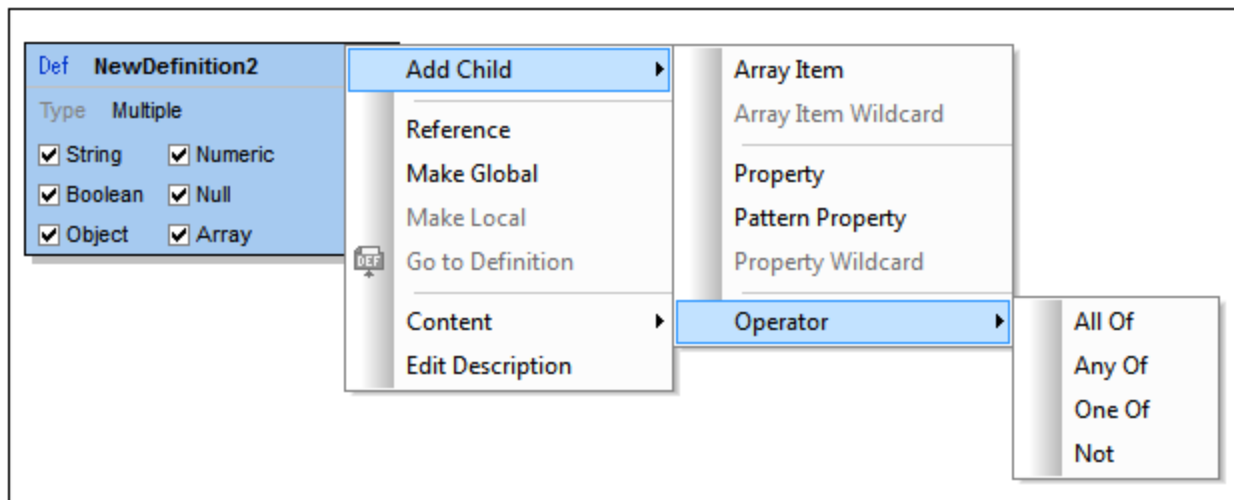 Def NewDefinition2
Type Multiple
String Numeric
Boolean Null
Object Array
Add Child
Reference
Make Global
Make Local
DEF Go to Definition
Content
Edit Description
Array Item
Array Item Wildcard
Property
Pattern Property
Property Wildcard
Operator
All Of
Any Of
One Of
Not